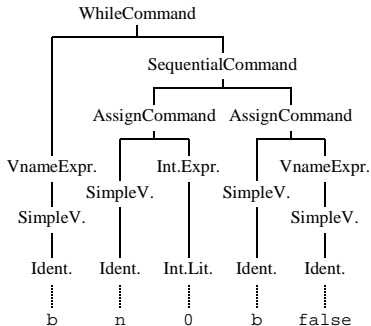 WhileCommand
SequentialCommand
AssignCommand AssignCommand
VnameExpr. Int.Expr. VnameExpr.
SimpleV. SimpleV.
SimpleV. SimpleV.
Ident. Ident. Int.Lit. Ident. Ident.
b n 0 b false